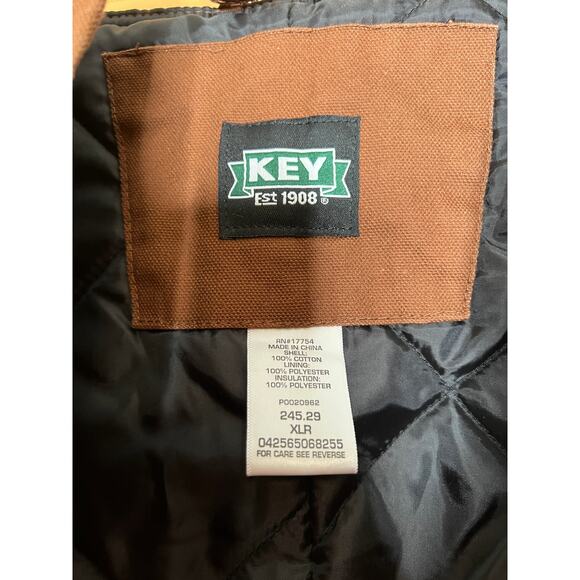 KEY
Est 1908 ®
RN#17754
MADE IN CHINA
SHELL:
100% COTTON
LINING:
100% POLYESTER
INSULATION:
100% POLYESTER
PO020962
245.29
XLR
042565068255
FOR CARE SEE REVERSE